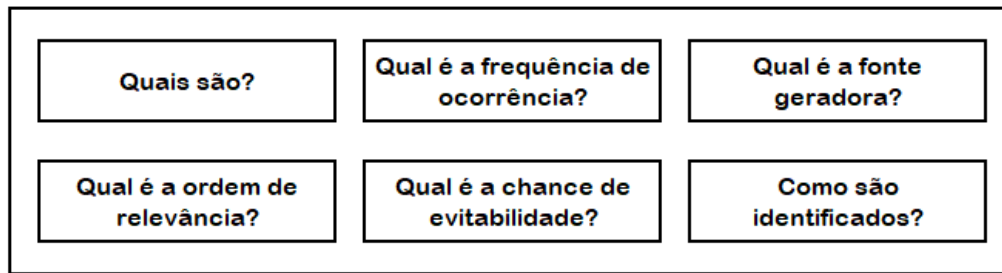 Quais são?
Qual é a frequência de
ocorrência?
Qual é a fonte
geradora?
Qual é a ordem de
relevância?
Qual é a chance de
evitabilidade?
Como são
identificados?